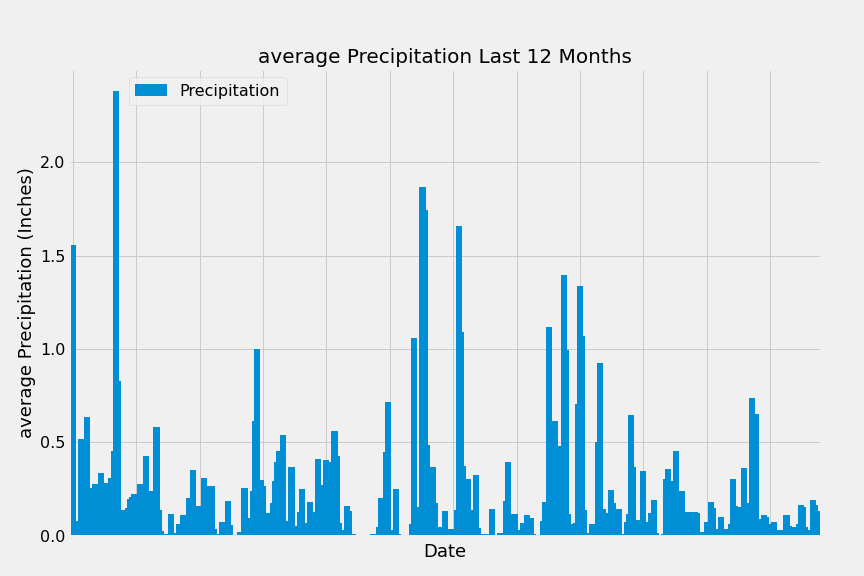 average Precipitation Last 12 Months
Precipitation
2.0
1.5
1.0
0.5
0.0
average Precipitation (Inches)
Date